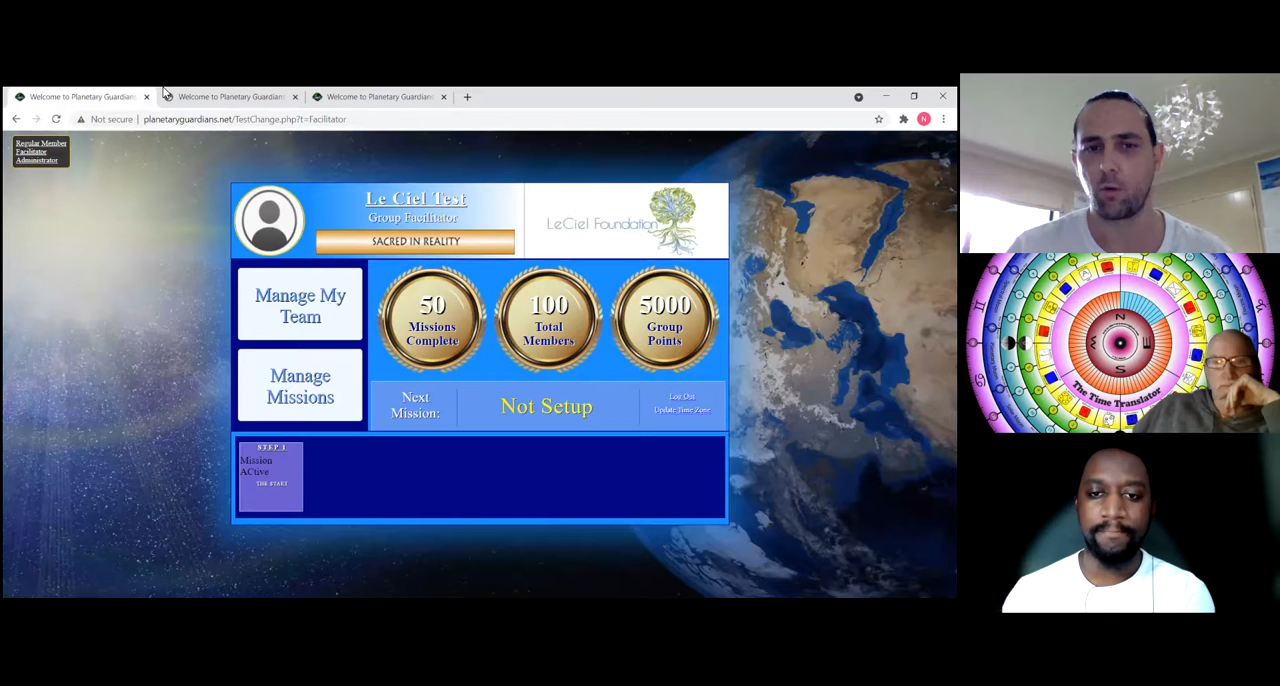 Welcome to Planetary Guardians
Welcome to Planetary Guardians
Welcome to Planetary Guardians
Not secure
planetaryguardians.net/TestChange.php?t=Facilitator
N
Regular Member
Facilitator
Administrator
Le Ciel Test
Group Facilitator
SACRED IN REALITY
LeCiel Foundation
Manage My
Team
50
Missions
Complete
100
Total
Members
5000
Group
Points
Manage
Missions
Next
Mission:
Not Setup
Log Out
Update Time Zone
STEP 1
Mission
ACtive
THE START
N
W
E
S
The Time Translator